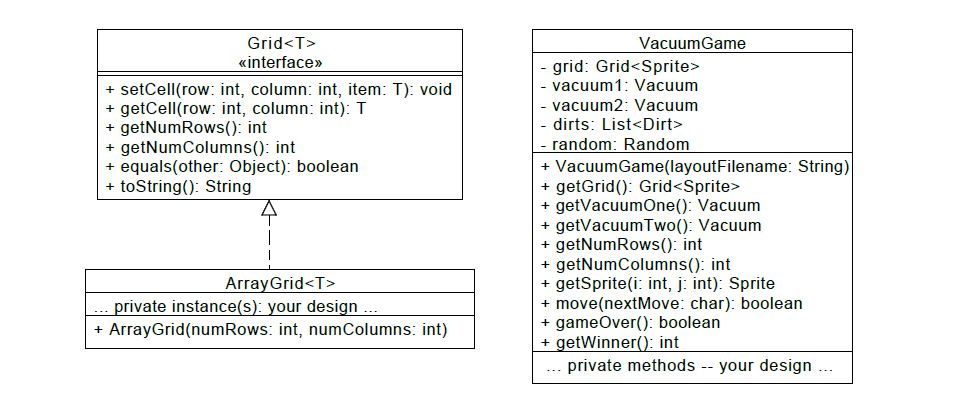 Grid<T>
«interface»
+ setCell(row: int, column: int, item: T): void
+ getCell(row: int, column: int): T
+ getNumRows(): int
+ getNumColumns(): int
+ equals(other: Object): boolean
+ toString(): String
ArrayGrid<T>
... private instance(s): your design ...
+ ArrayGrid(numRows: int, numColumns: int)
VacuumGame
- grid: Grid<Sprite>
- vacuum1: Vacuum
- vacuum2: Vacuum
- dirts: List<Dirt>
- random: Random
+ VacuumGame(layoutFilename: String)
+ getGrid(): Grid<Sprite>
+ getVacuumOne(): Vacuum
+ getVacuumTwo(): Vacuum
+ getNumRows(): int
+ getNumColumns(): int
+ getSprite(i: int, j: int): Sprite
+ move(nextMove: char): boolean
+ gameOver(): boolean
+ getWinner(): int
... private methods -- your design ...